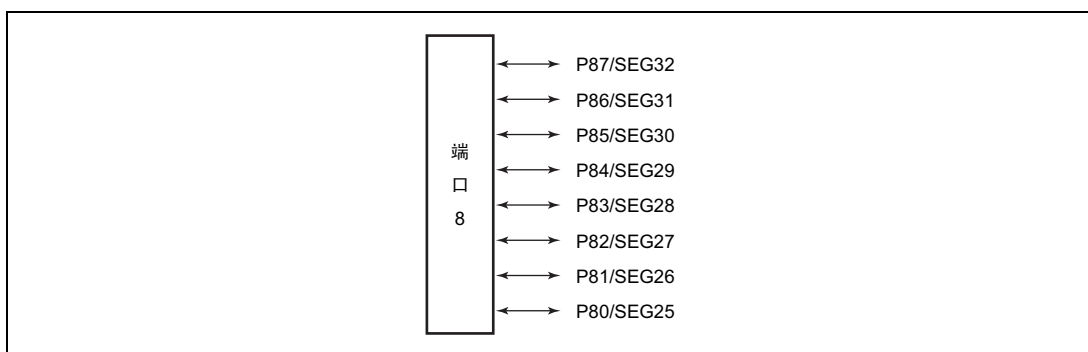 P87/SEG32
P86/SEG31
P85/SEG30
P84/SEG29
P83/SEG28
P82/SEG27
P81/SEG26
P80/SEG25
端
口
8